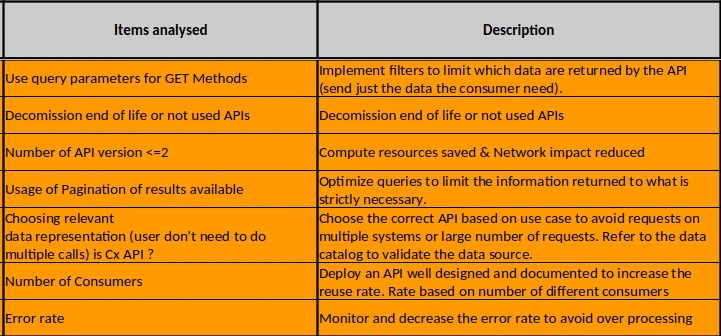 Items analysed
Description
Use query parameters for GET Methods
Implement filters to limit which data are returned by the API
(send just the data the consumer need).
Decomission end of life or not used APIs
Decomission end of life or not used APIs
Number of API version <=2
Compute resources saved & Network impact reduced
Usage of Pagination of results available
Optimize queries to limit the information returned to what is
strictly necessary.
Choosing relevant
data representation (user don't need to do
multiple calls) is Cx API ?
Choose the correct API based on use case to avoid requests on
multiple systems or large number of requests. Refer to the data
catalog to validate the data source.
Number of Consumers
Deploy an API well designed and documented to increase the
reuse rate. Rate based on number of different consumers
Error rate
Monitor and decrease the error rate to avoid over processing